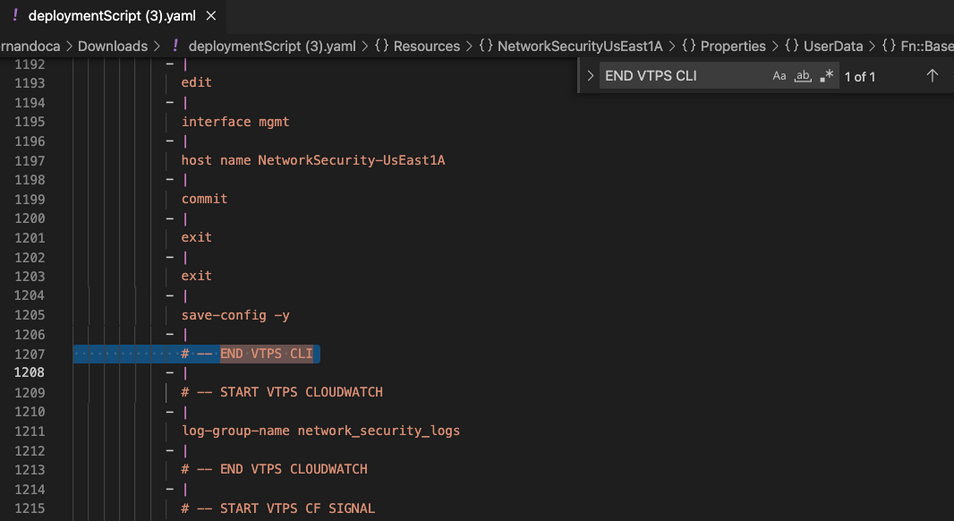 ! deploymentScript (3).yaml ×
rnandoca > Downloads > ! deploymentScript (3).yaml > {} Resources > {} NetworkSecurityUsEast1A > {} Properties > {} UserData > {} Fn::Base
> END VTPS CLI Aa ab .* 1 of 1 ↑
1192 - |
1193 edit
1194 - |
1195 interface mgmt
1196 - |
1197 host name NetworkSecurity-UsEast1A
1198 - |
1199 commit
1200 - |
1201 exit
1202 - |
1203 exit
1204 - |
1205 save-config -y
1206 - |
1207 # -- END VTPS CLI
1208 - |
1209 # -- START VTPS CLOUDWATCH
1210 - |
1211 log-group-name network_security_logs
1212 - |
1213 # -- END VTPS CLOUDWATCH
1214 - |
1215 # -- START VTPS CF SIGNAL